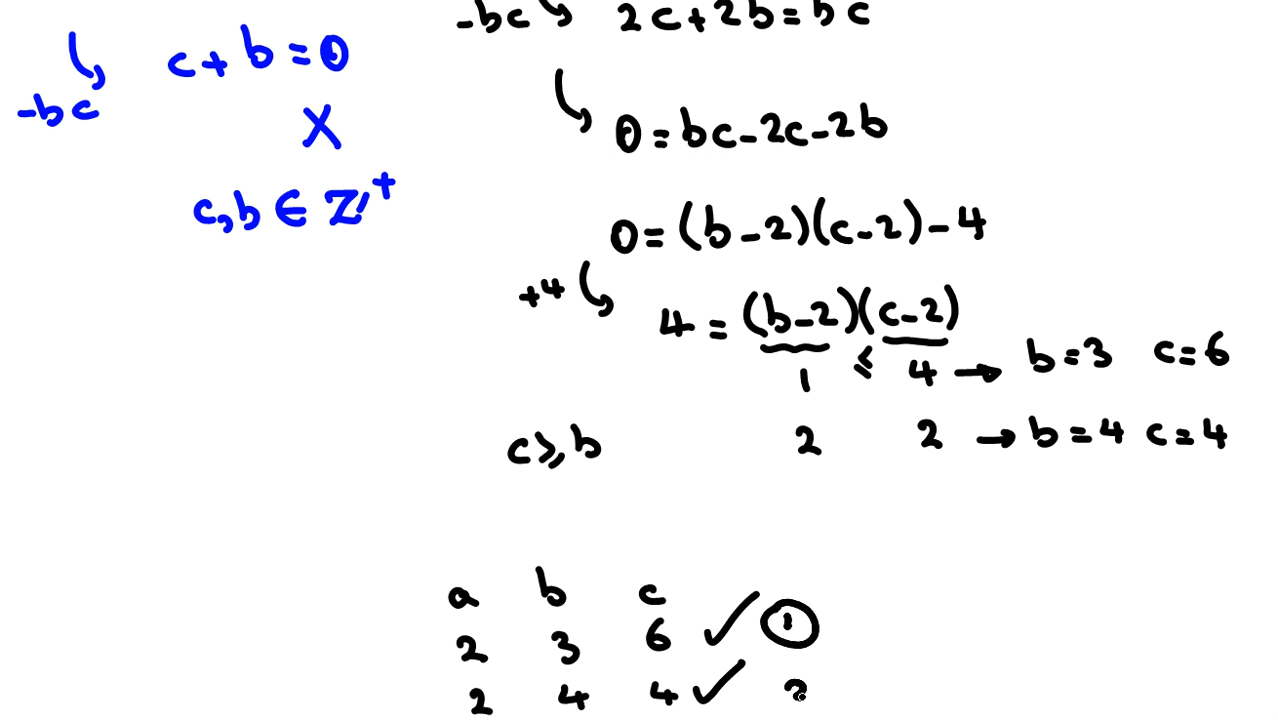 -bc 2c+2b=bc
c+b=0
-bc
X
c,b ∈ ℤ⁺
0=bc-2c-2b
0=(b-2)(c-2)-4
+4
4=(b-2)(c-2)
1 ≤ 4 → b=3 c=6
c≥b 2 2 → b=4 c=4
a b c
2 3 6 ✓ 1
2 4 4 ✓